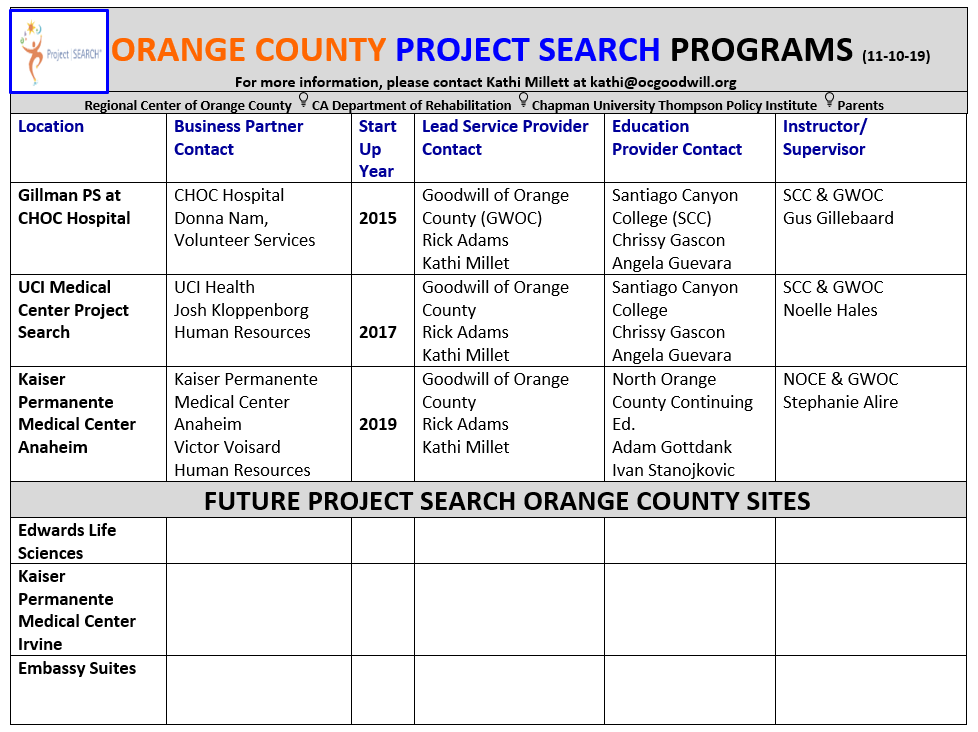 Project SEARCH
ORANGE COUNTY PROJECT SEARCH PROGRAMS (11-10-19)
For more information, please contact Kathi Millett at kathi@ocgoodwill.org
Regional Center of Orange County CA Department of Rehabilitation Chapman University Thompson Policy Institute Parents
Location
Business Partner
Contact
Start
Up
Year
Lead Service Provider
Contact
Education
Provider Contact
Instructor/
Supervisor
Gillman PS at
CHOC Hospital
CHOC Hospital
Donna Nam,
Volunteer Services
2015
Goodwill of Orange
County (GWOC)
Rick Adams
Kathi Millet
Santiago Canyon
College (SCC)
Chrissy Gascon
Angela Guevara
SCC & GWOC
Gus Gillebaard
UCI Medical
Center Project
Search
UCI Health
Josh Kloppenborg
Human Resources
2017
Goodwill of Orange
County
Rick Adams
Kathi Millet
Santiago Canyon
College
Chrissy Gascon
Angela Guevara
SCC & GWOC
Noelle Hales
Kaiser
Permanente
Medical Center
Anaheim
Kaiser Permanente
Medical Center
Anaheim
Victor Voisard
Human Resources
2019
Goodwill of Orange
County
Rick Adams
Kathi Millet
North Orange
County Continuing
Ed.
Adam Gottdank
Ivan Stanojkovic
NOCE & GWOC
Stephanie Alire
FUTURE PROJECT SEARCH ORANGE COUNTY SITES
Edwards Life
Sciences
Kaiser
Permanente
Medical Center
Irvine
Embassy Suites